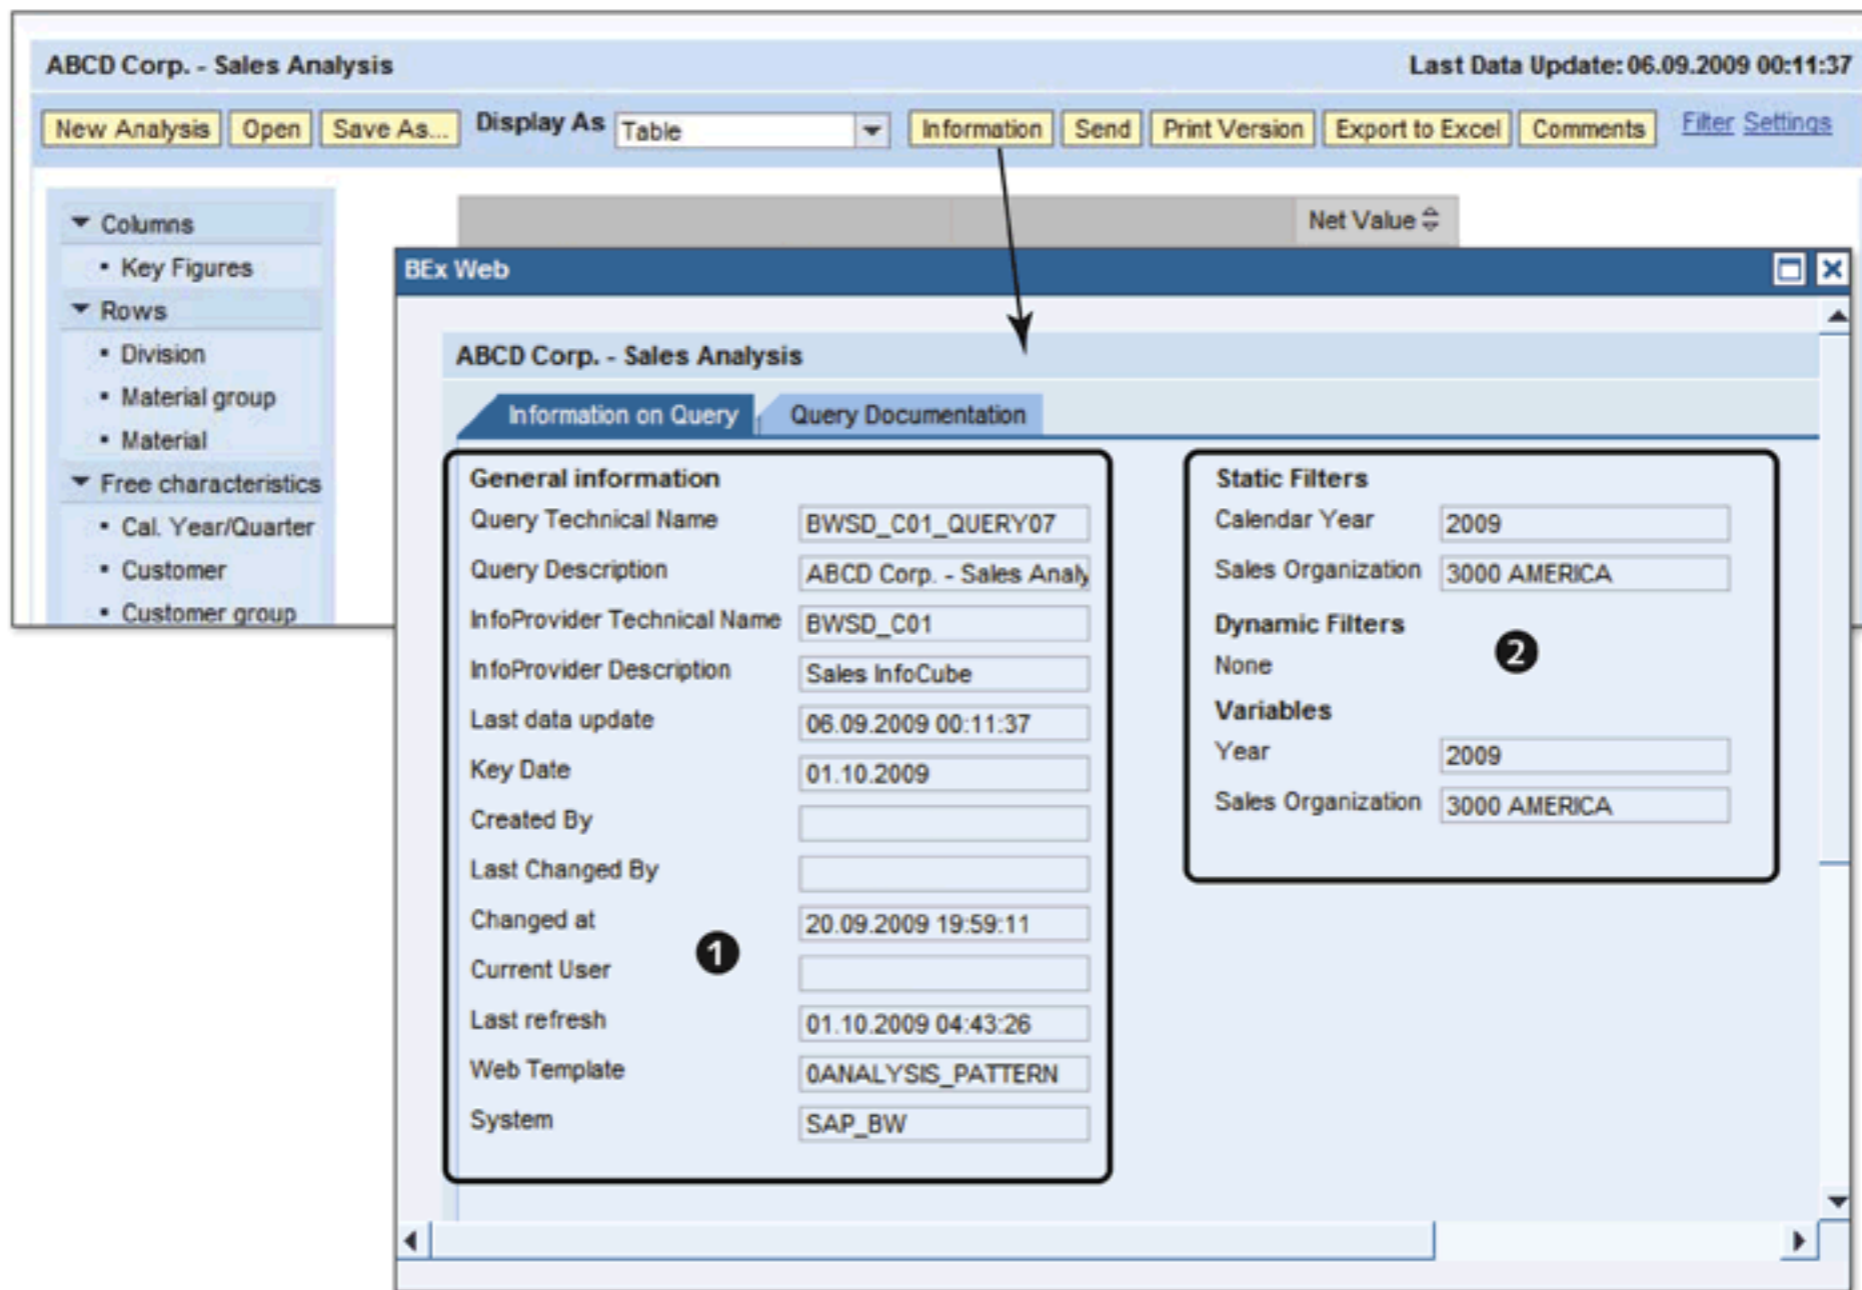 ABCD Corp. - Sales Analysis
Last Data Update: 06.09.2009 00:11:37
New Analysis Open Save As... Display As Table Information Send Print Version Export to Excel Comments Filter Settings
Columns
Key Figures
Rows
Division
Material group
Material
Free characteristics
Cal. Year/Quarter
Customer
Customer group
Net Value
BEx Web
ABCD Corp. - Sales Analysis
Information on Query Query Documentation
General information
Query Technical Name BWSD_C01_QUERY07
Query Description ABCD Corp. - Sales Analy
InfoProvider Technical Name BWSD_C01
InfoProvider Description Sales InfoCube
Last data update 06.09.2009 00:11:37
Key Date 01.10.2009
Created By
Last Changed By
Changed at 20.09.2009 19:59:11
1
Current User
Last refresh 01.10.2009 04:43:26
Web Template 0ANALYSIS_PATTERN
System SAP_BW
Static Filters
Calendar Year 2009
Sales Organization 3000 AMERICA
Dynamic Filters
2
None
Variables
Year 2009
Sales Organization 3000 AMERICA